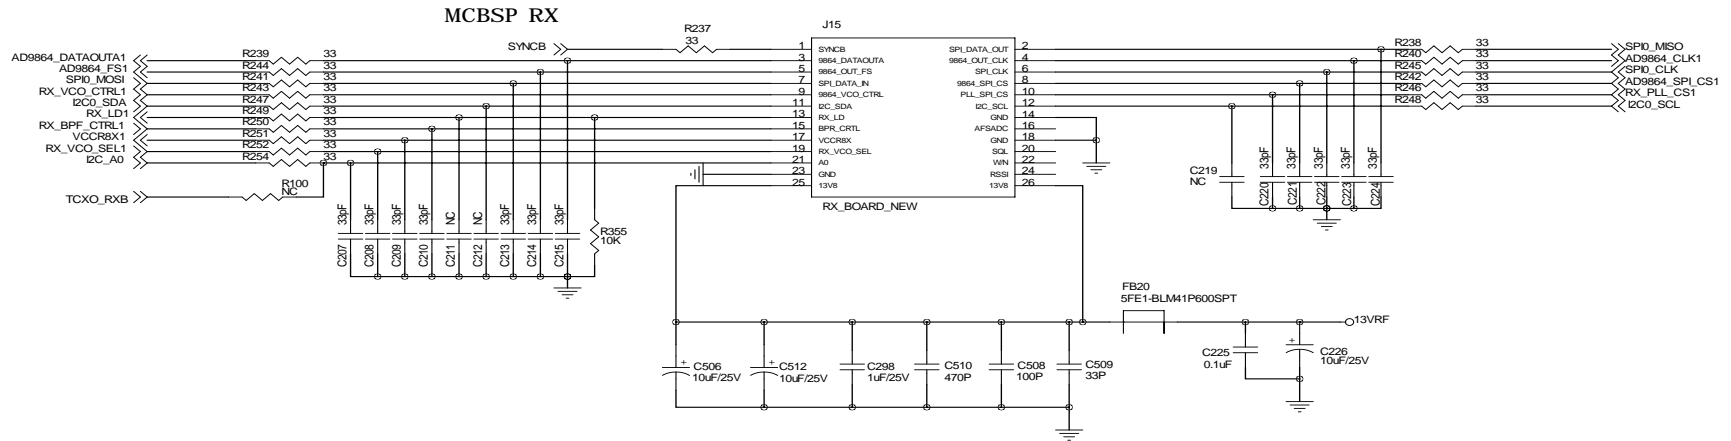 MCBSP RX
J15
R237
33
SYNCB
AD9864_DATAOUTA1
R239
33
AD9864_FS1
R244
33
SPI0_MOSI
R241
33
RX_VCO_CTRL1
R243
33
I2C0_SDA
R247
33
RX_LD1
R249
33
RX_BPF_CTRL1
R250
33
VCCR8X1
R251
33
RX_VCO_SEL1
R252
33
I2C_A0
R254
33
TCXO_RXB
R100
NC
1 SYNCB
3 9864_DATAOUTA
5 9864_OUT_FS
7 SPI_DATA_IN
9 9864_VCO_CTRL
11 I2C_SDA
13 RX_LD
15 BPR_CRTL
17 VCCR8X
19 RX_VCO_SEL
21 A0
23 GND
25 13V8
SPI_DATA_OUT 2
9864_OUT_CLK 4
SPI_CLK 6
9864_SPI_CS 8
PLL_SPI_CS 10
I2C_SCL 12
GND 14
AFSADC 16
GND 18
SQL 20
WIN 22
RSSI 24
13V8 26
RX_BOARD_NEW
R238
33
SPI0_MISO
R240
33
AD9864_CLK1
R245
33
SPI0_CLK
R242
33
AD9864_SPI_CS1
R246
33
RX_PLL_CS1
R248
33
I2C0_SCL
C207
33pF
C208
33pF
C209
33pF
C210
33pF
C211
NC
C212
NC
C213
33pF
C214
33pF
C215
33pF
R355
10K
C219
NC
C220
33pF
C221
33pF
C222
33pF
C223
33pF
C224
33pF
FB20
5FE1-BLM41P600SPT
13VRF
+ C506
10uF/25V
+ C512
10uF/25V
C298
1uF/25V
C510
470P
C508
100P
C509
33P
C225
0.1uF
+ C226
10uF/25V